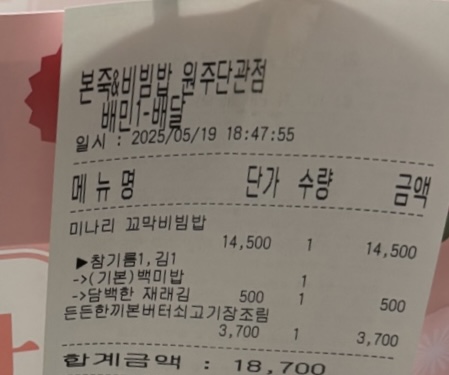 본죽&비빔밥 원주단관점
배민1-배달
일시 : 2025/05/19 18:47:55
메 뉴 명 단가 수량 금액
미나리 꼬막비빔밥
14,500 1 14,500
▶참기름1,김1
->(기본)백미밥 1
->담백한 재래김 500 1 500
든든한끼본버터쇠고기장조림
3,700 1 3,700
합계금액 : 18,700